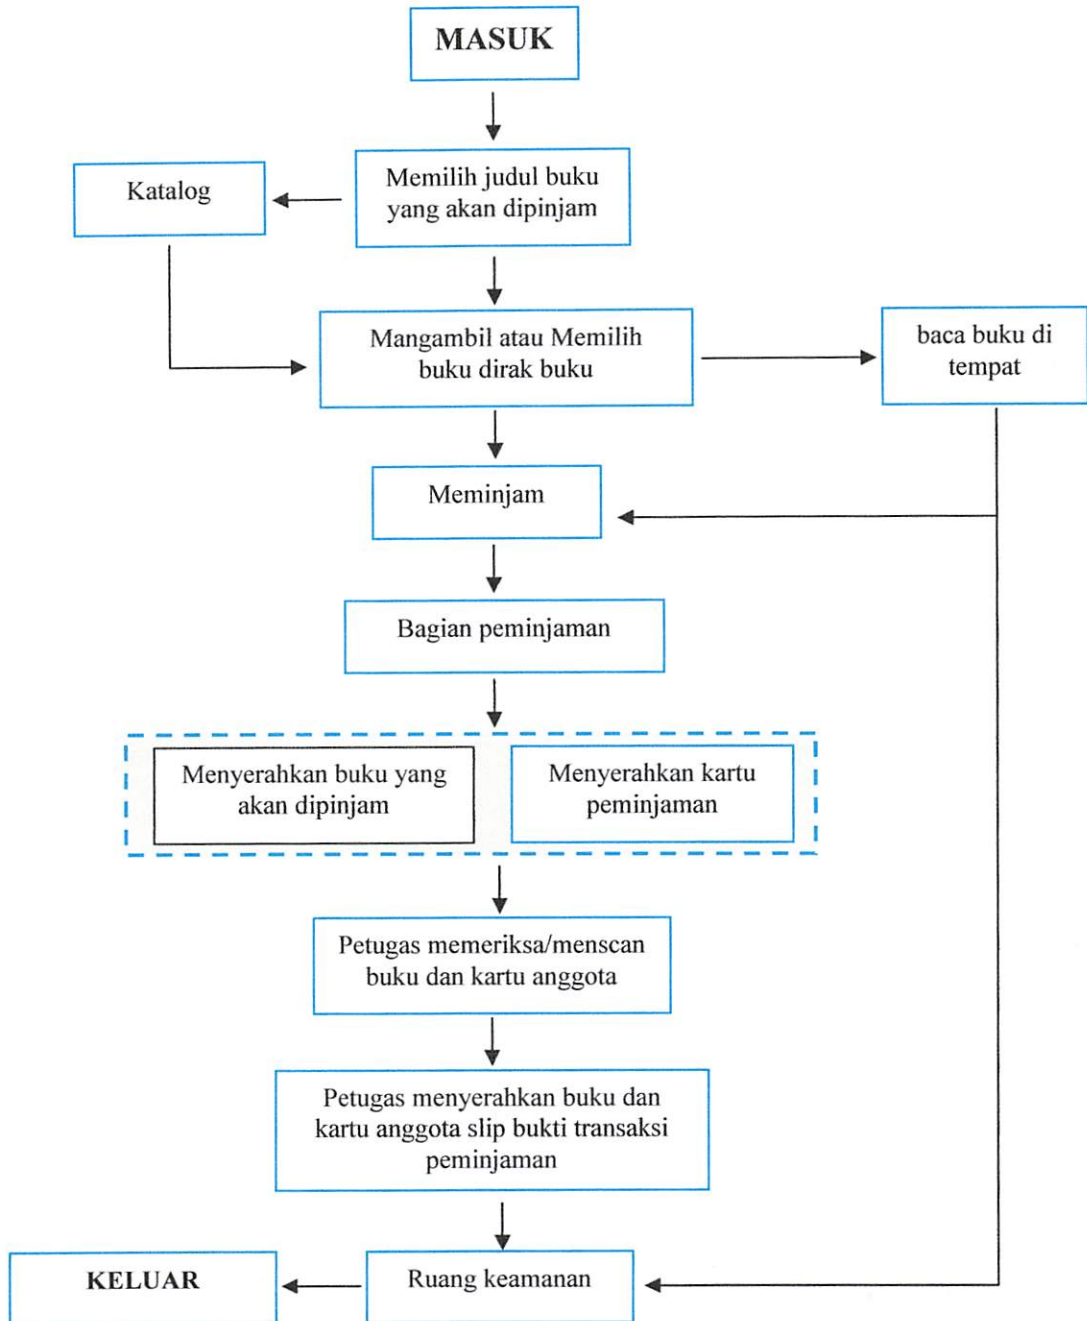 MASUK
Katalog
Memilih judul buku
yang akan dipinjam
Mangambil atau Memilih
buku dirak buku
baca buku di
tempat
Meminjam
Bagian peminjaman
Menyerahkan buku yang
akan dipinjam
Menyerahkan kartu
peminjaman
Petugas memeriksa/menscan
buku dan kartu anggota
Petugas menyerahkan buku dan
kartu anggota slip bukti transaksi
peminjaman
KELUAR
Ruang keamanan